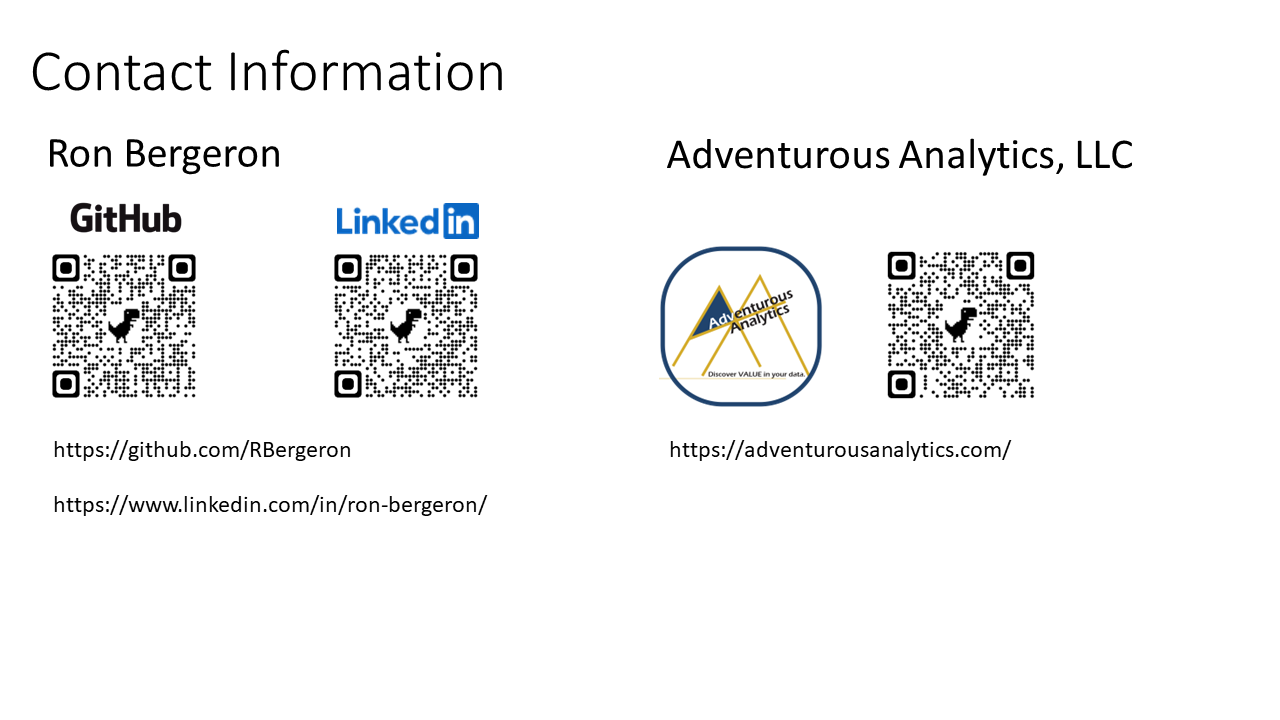 Contact Information
Ron Bergeron
GitHub
LinkedIn
https://github.com/RBergeron
https://www.linkedin.com/in/ron-bergeron/
Adventurous Analytics, LLC
Adventurous
Analytics
Discover VALUE in your data.
https://adventurousanalytics.com/